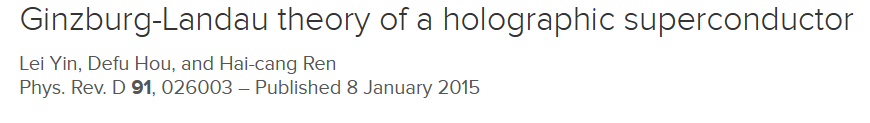 Ginzburg-Landau theory of a holographic superconductor
Lei Yin, Defu Hou, and Hai-cang Ren
Phys. Rev. D 91, 026003 – Published 8 January 2015